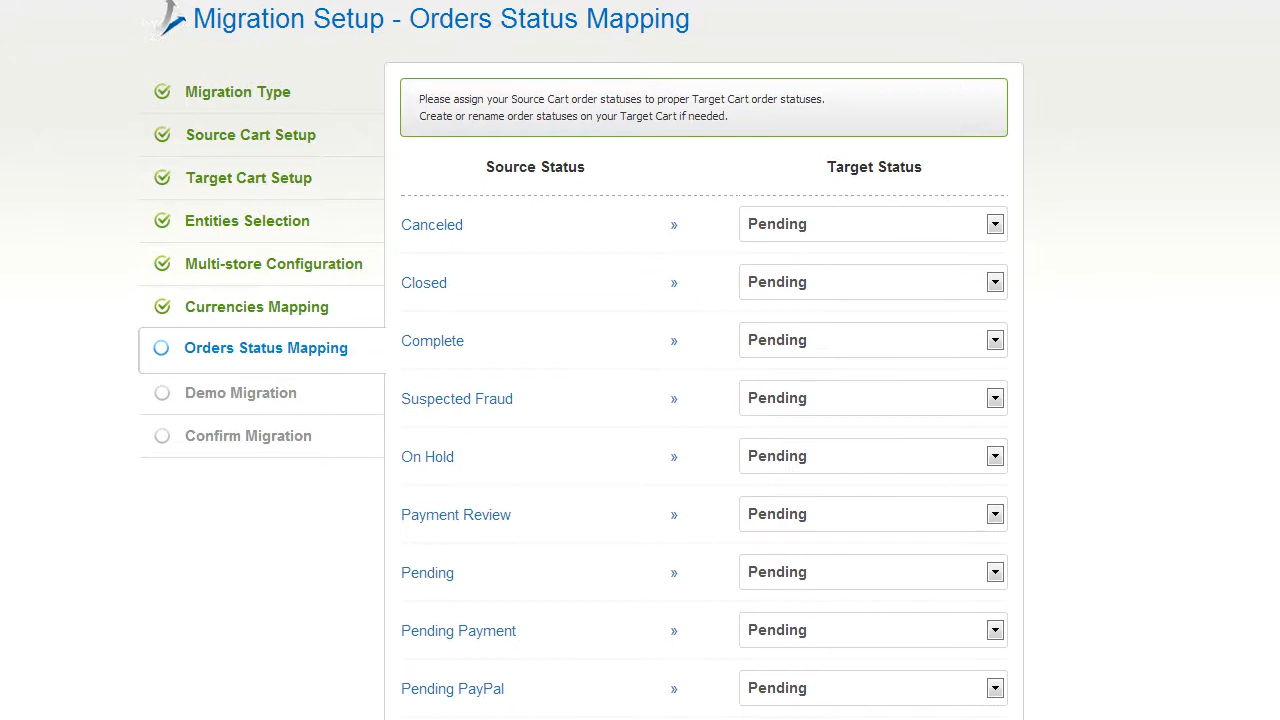 Migration Setup - Orders Status Mapping
Migration Type
Source Cart Setup
Target Cart Setup
Entities Selection
Multi-store Configuration
Currencies Mapping
Orders Status Mapping
Demo Migration
Confirm Migration
Please assign your Source Cart order statuses to proper Target Cart order statuses.
Create or rename order statuses on your Target Cart if needed.
Source Status Target Status
Canceled » Pending
Closed » Pending
Complete » Pending
Suspected Fraud » Pending
On Hold » Pending
Payment Review » Pending
Pending » Pending
Pending Payment » Pending
Pending PayPal » Pending